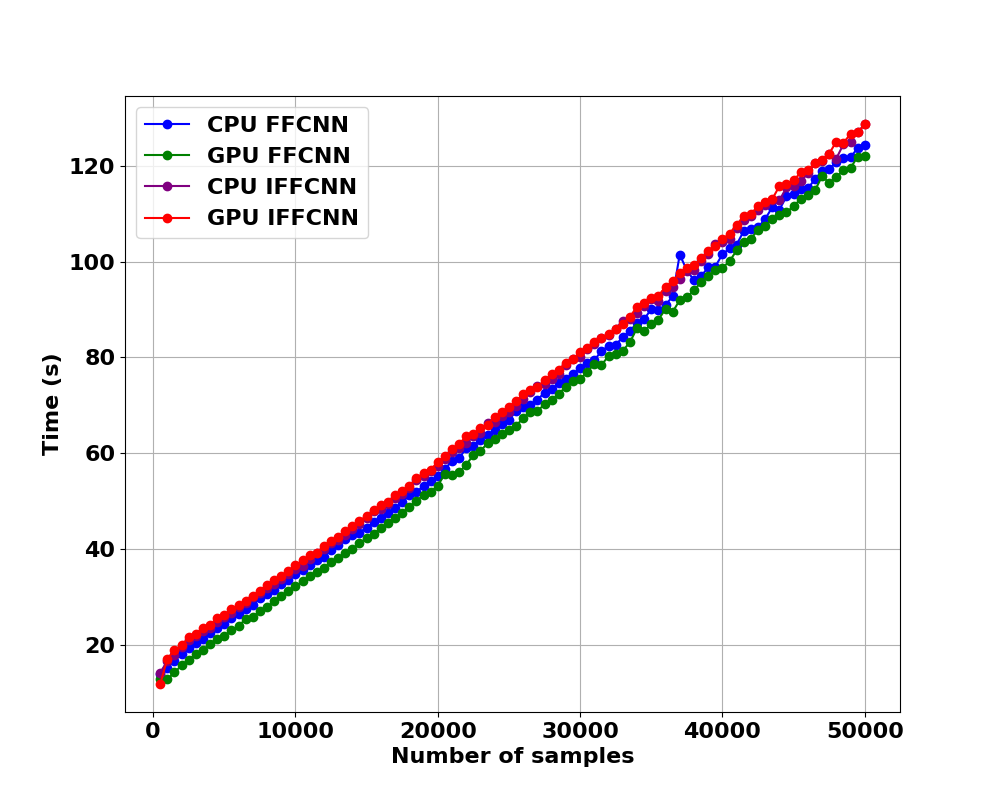 CPU FFCNN
GPU FFCNN
CPU IFFCNN
GPU IFFCNN
120
100
80
60
40
20
Time (s)
0 10000 20000 30000 40000 50000
Number of samples